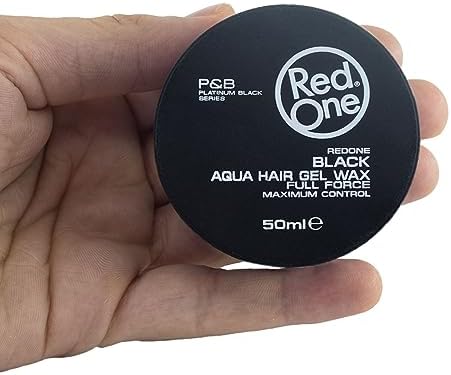 P&B
PLATINUM BLACK
SERIES
Red®
One
REDONE
BLACK
AQUA HAIR GEL WAX
FULL FORCE
MAXIMUM CONTROL
50ml℮